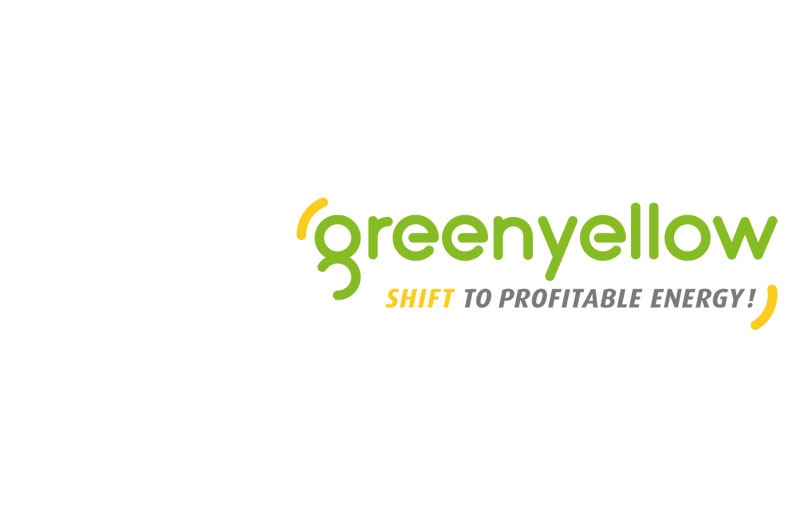 greenyellow
SHIFT TO PROFITABLE ENERGY!